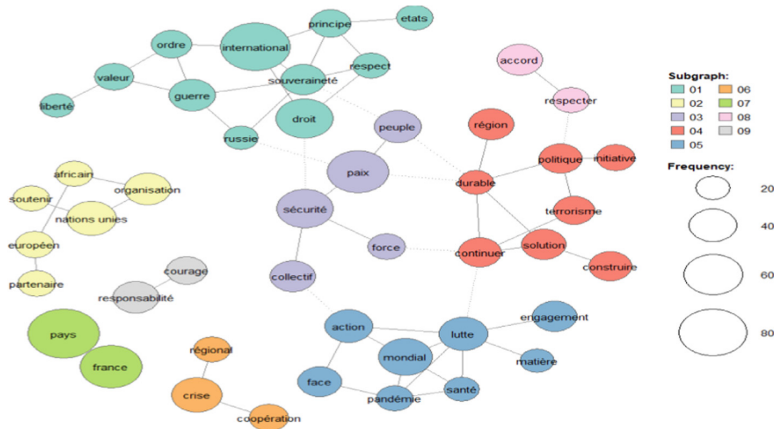 etats
principe
ordre
international
accord
valeur
souveraineté
respect
guerre
respecter
liberté
droit
peuple
russie
région
politique
initiative
africain
paix
durable
organisation
soutenir
nations unies
sécurité
terrorisme
européen
force
continuer
solution
construire
partenaire
courage
collectif
responsabilité
pays
france
action
lutte
engagement
régional
mondial
matière
face
santé
crise
pandémie
coopération
Subgraph:
01 06
02 07
03 08
04 09
05
Frequency:
20
40
60
80